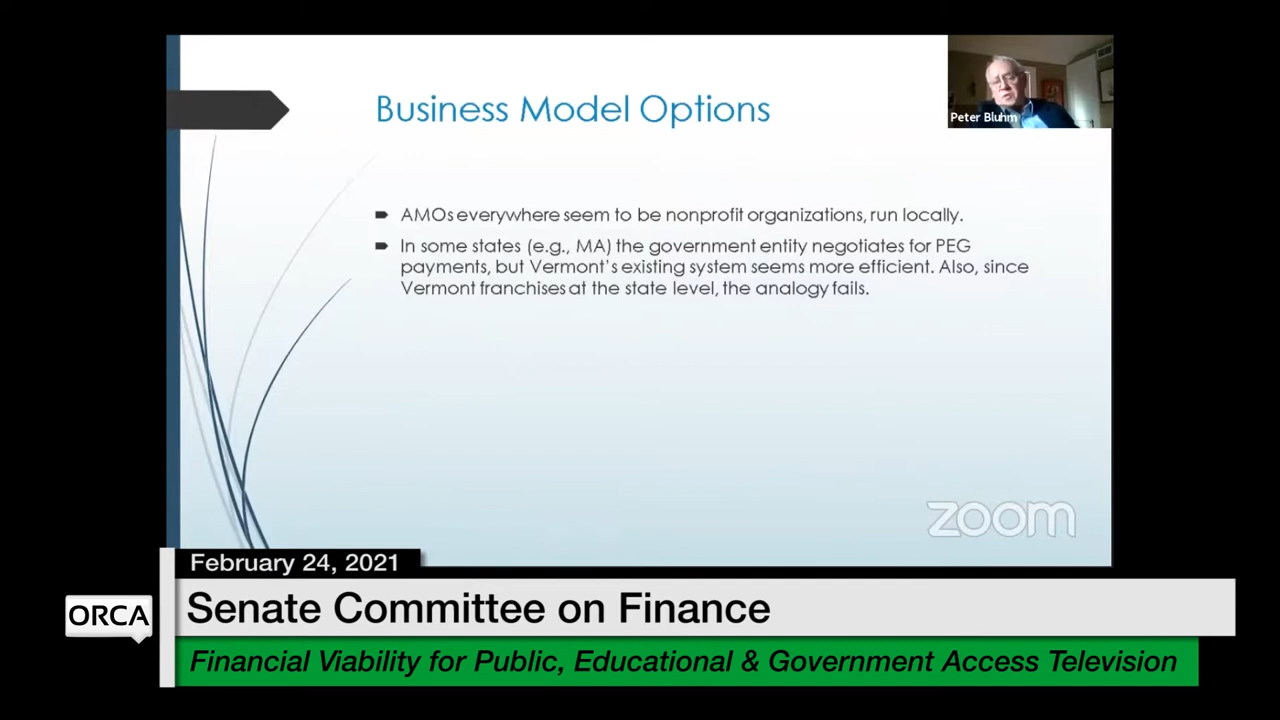 Business Model Options
Peter Bluhm
AMOs everywhere seem to be nonprofit organizations, run locally.
In some states (e.g., MA) the government entity negotiates for PEG
payments, but Vermont's existing system seems more efficient. Also, since
Vermont franchises at the state level, the analogy fails.
zoom
February 24, 2021
ORCA
Senate Committee on Finance
Financial Viability for Public, Educational & Government Access Television